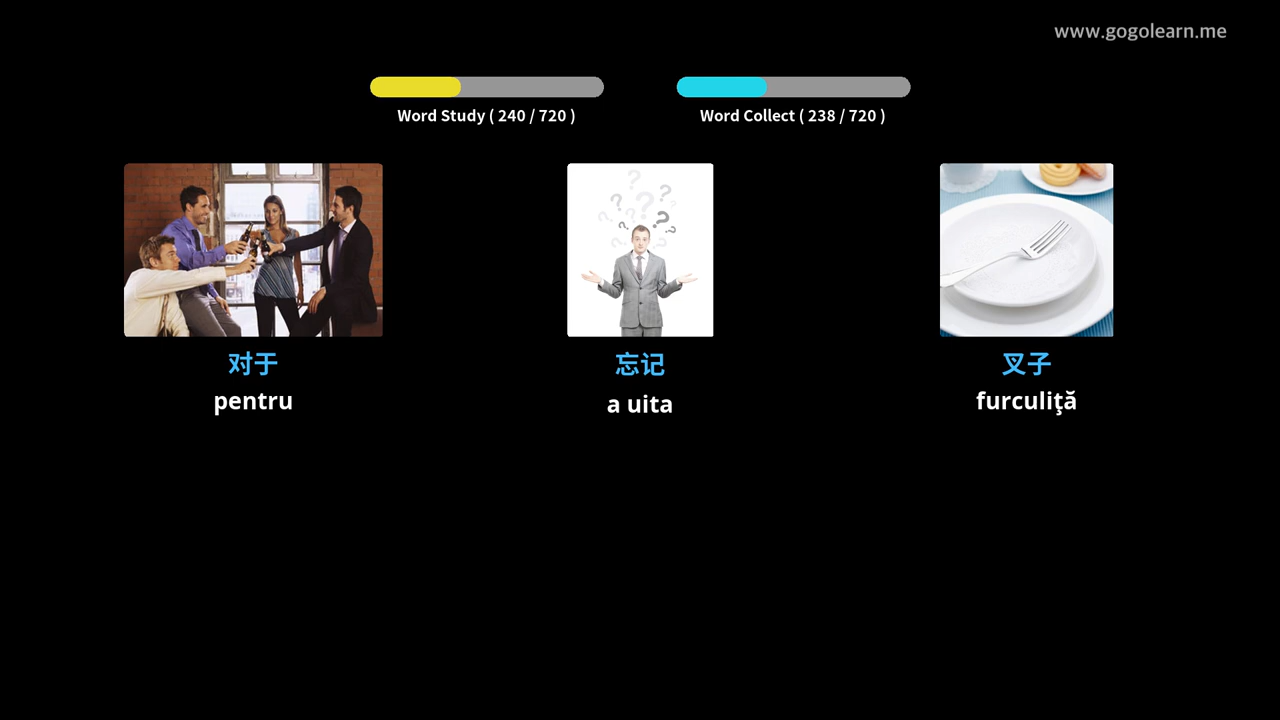 www.gogolearn.me
Word Study ( 240 / 720 )
Word Collect ( 238 / 720 )
对于
忘记
叉子
pentru
a uita
furculiţă